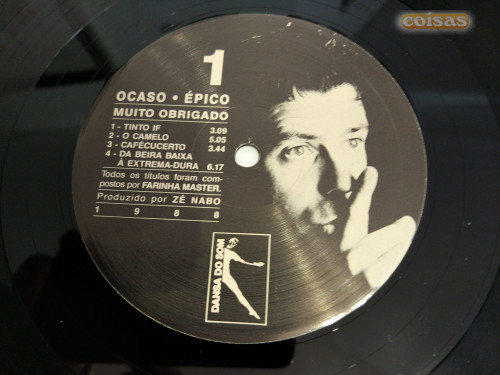 coisas
1
OCASO • ÉPICO
MUITO OBRIGADO
1 - TINTO IF 3.09
2 - O CAMELO 5.05
3 - CAFÉCUCERTO 3.44
4 - DA BEIRA BAIXA
À EXTREMA-DURA 6.17
Todos os títulos foram com-
postos por FARINHA MASTER.
Produzido por ZÉ NABO
1 9 8 8
DANSA DO SOM